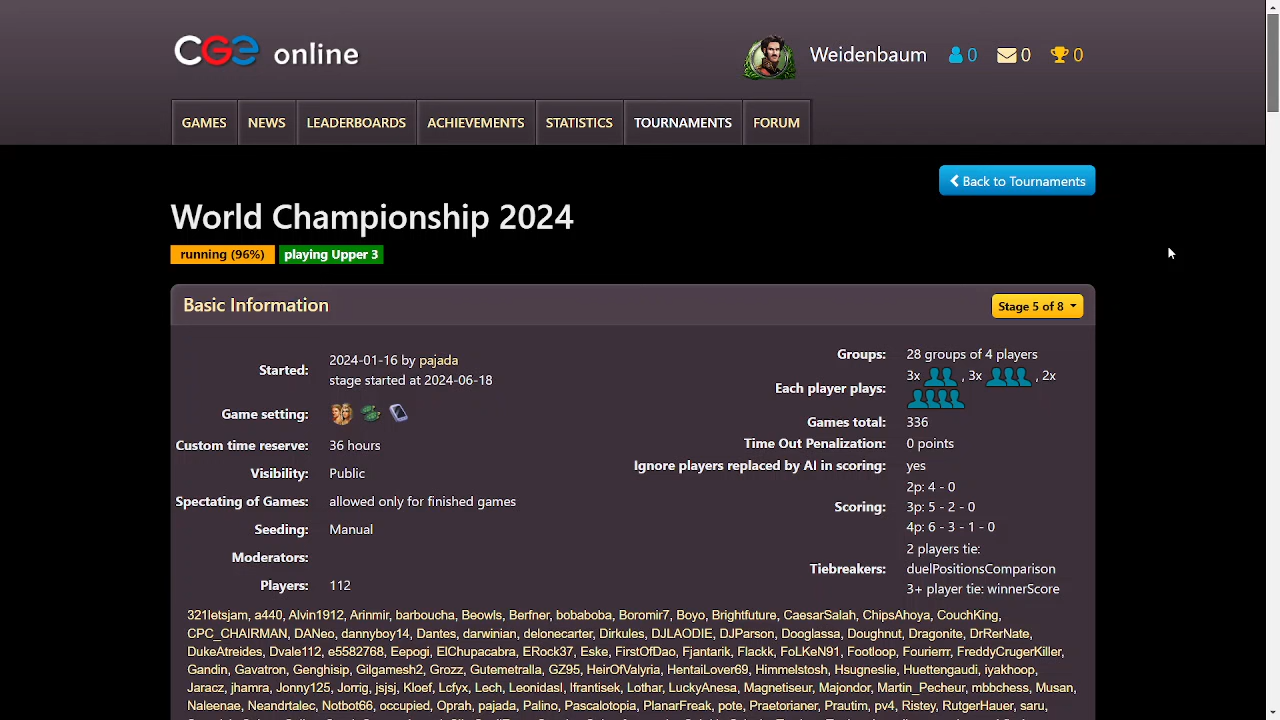 CGE online
Weidenbaum 0 0 0
GAMES NEWS LEADERBOARDS ACHIEVEMENTS STATISTICS TOURNAMENTS FORUM
Back to Tournaments
World Championship 2024
running (96%) playing Upper 3
Basic Information
Stage 5 of 8
Started: 2024-01-16 by pajada
stage started at 2024-06-18
Game setting:
Custom time reserve: 36 hours
Visibility: Public
Spectating of Games: allowed only for finished games
Seeding: Manual
Moderators:
Players: 112
Groups: 28 groups of 4 players
Each player plays: 3x , 3x , 2x
Games total: 336
Time Out Penalization: 0 points
Ignore players replaced by AI in scoring: yes
Scoring: 2p: 4 - 0
3p: 5 - 2 - 0
4p: 6 - 3 - 1 - 0
Tiebreakers: 2 players tie:
duelPositionsComparison
3+ player tie: winnerScore
321letsjam, a440, Alvin1912, Arinmir, barboucha, Beowls, Berfner, bobaboba, Boromir7, Boyo, Brightfuture, CaesarSalah, ChipsAhoya, CouchKing,
CPC_CHAIRMAN, DANeo, dannyboy14, Dantes, darwinian, delonecarter, Dirkules, DJLAODIE, DJParson, Dooglassa, Doughnut, Dragonite, DrRerNate,
DukeAtreides, Dvale112, e5582768, Eepogi, ElChupacabra, ERock37, Eske, FirstOfDao, Fjantarik, Flackk, FoLKeN91, Footloop, Fourierrr, FreddyCrugerKiller,
Gandin, Gavatron, Genghisip, Gilgamesh2, Grozz, Gutemetralla, GZ95, HeirOfValyria, HentaiLover69, Himmelstosh, Hsugneslie, Huettengaudi, iyakhoop,
Jaracz, jhamra, Jonny125, Jorrig, jsjsj, Kloef, Lcfyx, Lech, Leonidasl, lfrantisek, Lothar, LuckyAnesa, Magnetiseur, Majondor, Martin_Pecheur, mbbchess, Musan,
Naleenae, Neandrtalec, Notbot66, occupied, Oprah, pajada, Palino, Pascalotopia, PlanarFreak, pote, Praetorianer, Prautim, pv4, Ristey, RutgerHauer, saru,